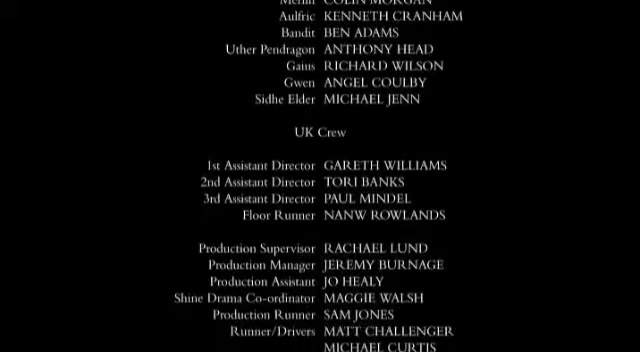 Merlin COLIN MORGAN
Aulfric KENNETH CRANHAM
Bandit BEN ADAMS
Uther Pendragon ANTHONY HEAD
Gaius RICHARD WILSON
Gwen ANGEL COULBY
Sidhe Elder MICHAEL JENN
UK Crew
1st Assistant Director GARETH WILLIAMS
2nd Assistant Director TORI BANKS
3rd Assistant Director PAUL MINDEL
Floor Runner NANW ROWLANDS
Production Supervisor RACHAEL LUND
Production Manager JEREMY BURNAGE
Production Assistant JO HEALY
Shine Drama Co-ordinator MAGGIE WALSH
Production Runner SAM JONES
Runner/Drivers MATT CHALLENGER
MICHAEL CURTIS